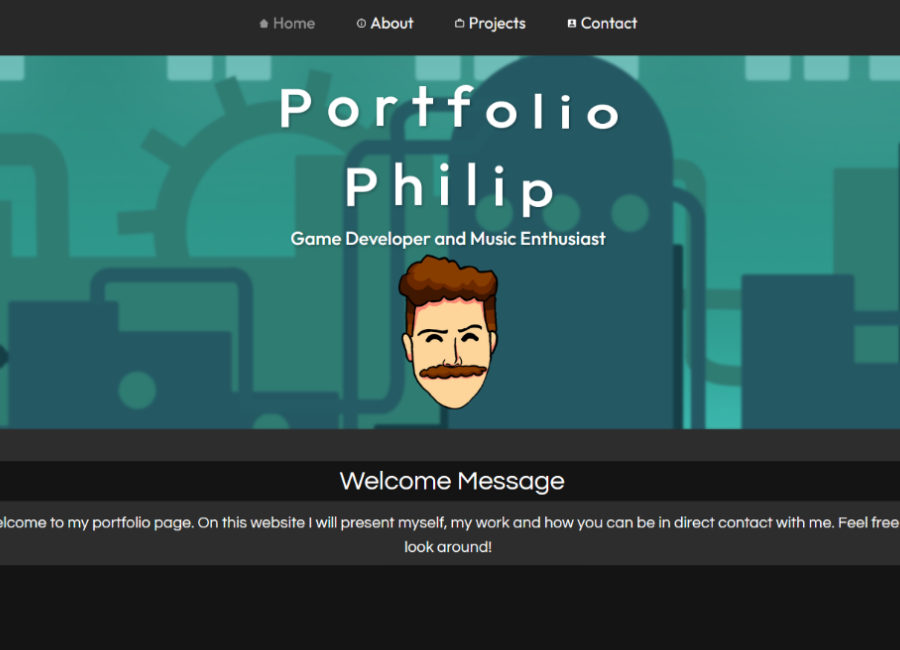 Home About Projects Contact
Portfolio
Philip
Game Developer and Music Enthusiast
Welcome Message
to my portfolio page. On this website I will present myself, my work and how you can be in direct contact with me. Feel free
look around!